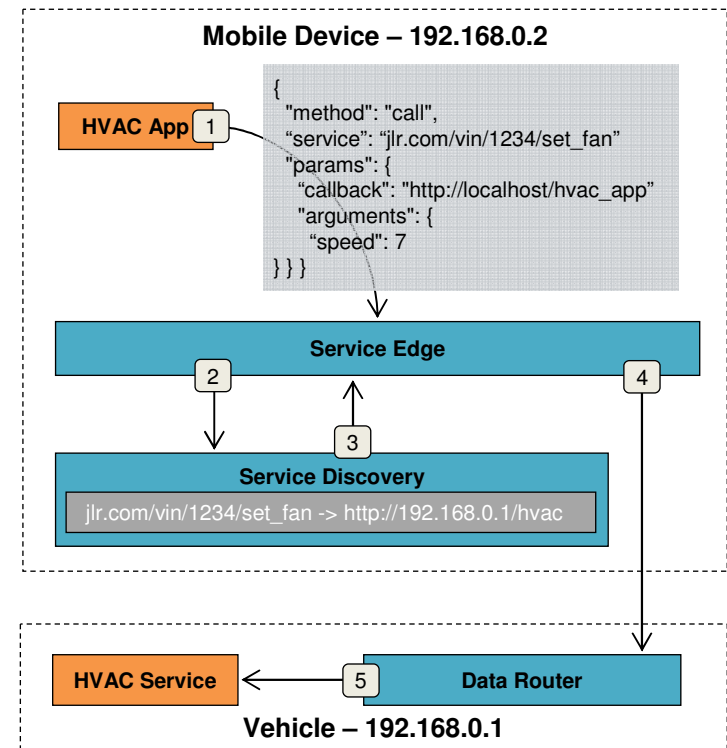 Mobile Device – 192.168.0.2
HVAC App
1
{
"method": "call",
“service”: “jlr.com/vin/1234/set_fan”
"params": {
“callback": "http://localhost/hvac_app”
"arguments": {
“speed": 7
} } }
Service Edge
2
4
3
Service Discovery
jlr.com/vin/1234/set_fan -> http://192.168.0.1/hvac
HVAC Service
5
Data Router
Vehicle – 192.168.0.1